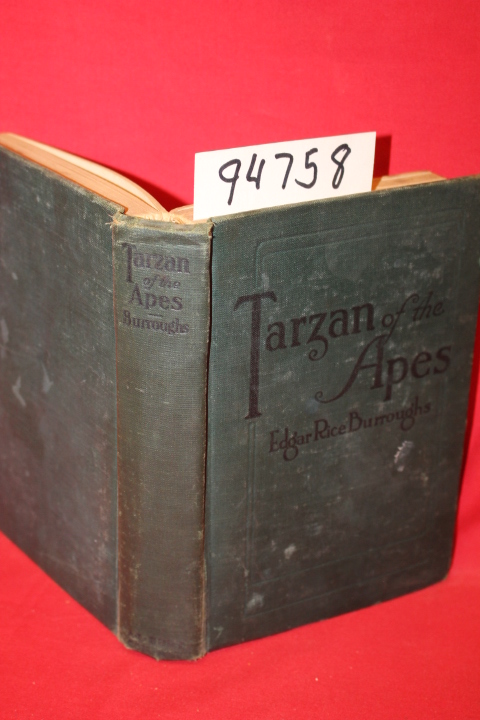 94758
Tarzan
of the
Apes
Burroughs
Tarzan of the
Apes
Edgar Rice Burroughs